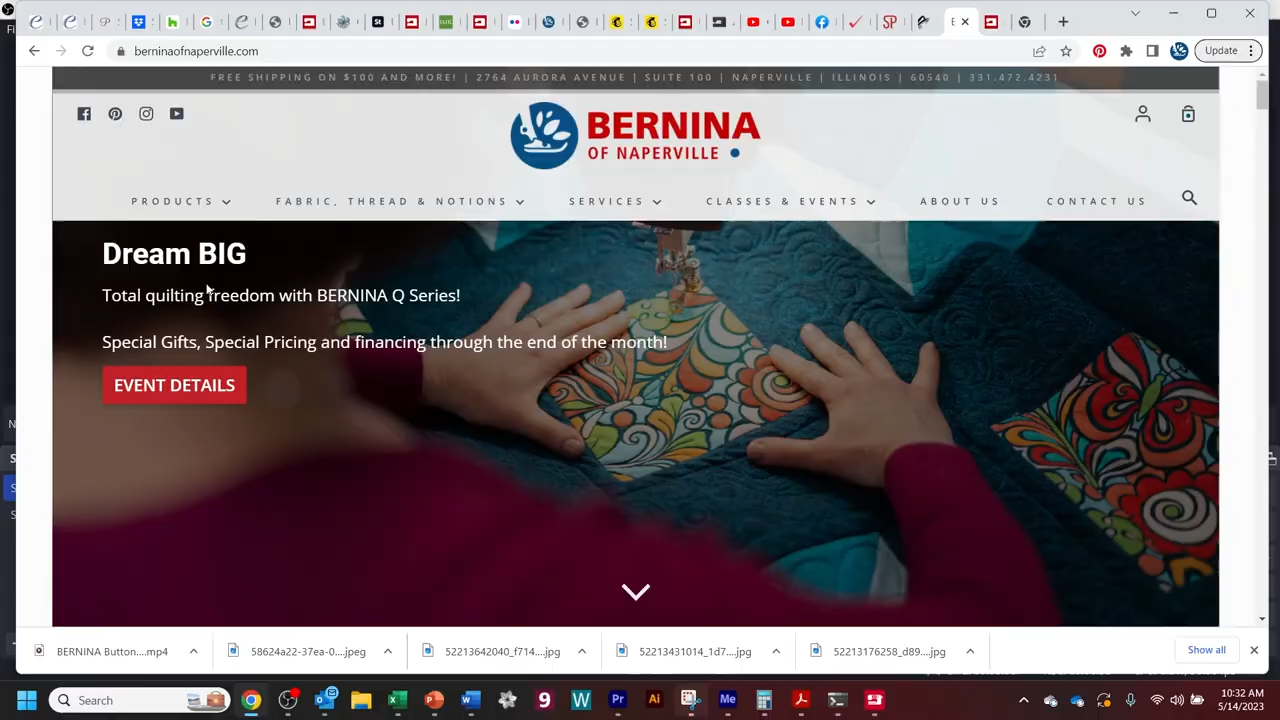 berninaofnaperville.com
Update
FREE SHIPPING ON $100 AND MORE! | 2764 AURORA AVENUE | SUITE 100 | NAPERVILLE | ILLINOIS | 60540 | 331.472.4231
BERNINA
OF NAPERVILLE
PRODUCTS FABRIC, THREAD & NOTIONS SERVICES CLASSES & EVENTS ABOUT US CONTACT US
Dream BIG
Total quilting freedom with BERNINA Q Series!
Special Gifts, Special Pricing and financing through the end of the month!
EVENT DETAILS
BERNINA Button....mp4 58624a22-37ea-0....jpeg 52213642040_f714....jpg 52213431014_1d7....jpg 52213176258_d89....jpg Show all
Search
10:32 AM
5/14/2023